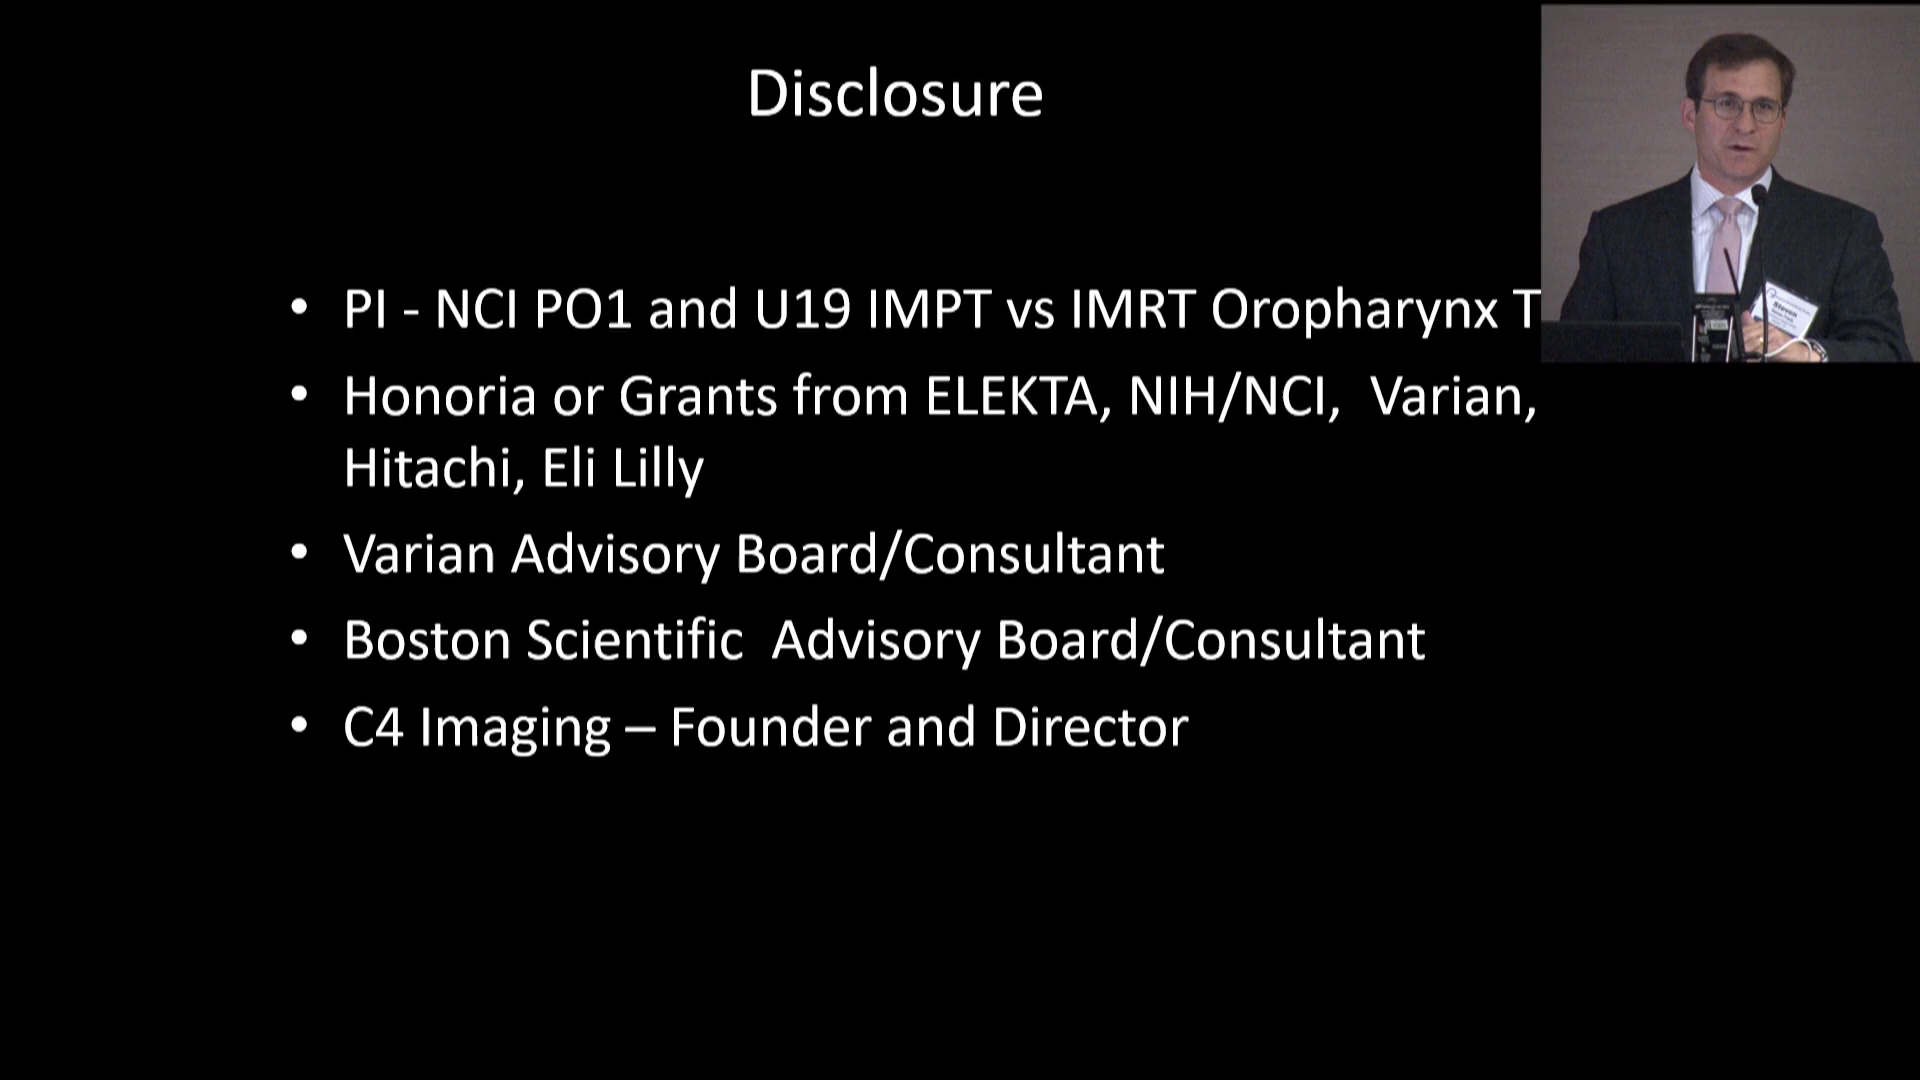 Disclosure
• PI - NCI PO1 and U19 IMPT vs IMRT Oropharynx T
• Honoria or Grants from ELEKTA, NIH/NCI, Varian,
Hitachi, Eli Lilly
• Varian Advisory Board/Consultant
• Boston Scientific Advisory Board/Consultant
• C4 Imaging – Founder and Director
Steven